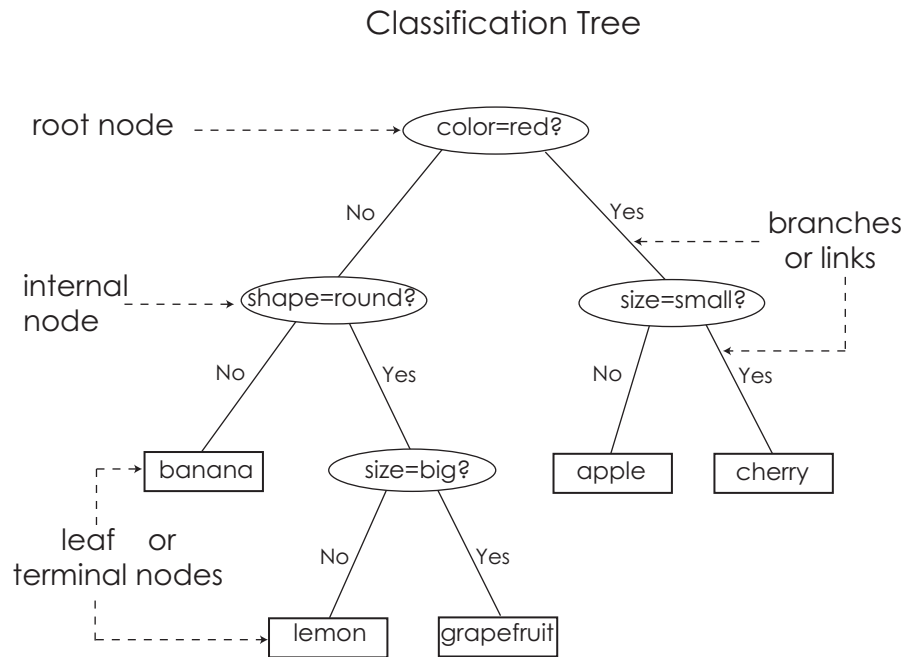 Classification Tree
root node
color=red?
No
Yes
branches
or links
internal
node
shape=round?
size=small?
No
Yes
No
Yes
banana
size=big?
apple
cherry
leaf or
terminal nodes
No
Yes
lemon
grapefruit